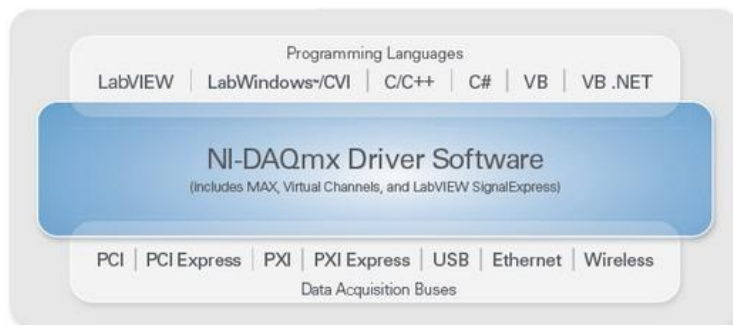 Programming Languages
LabVIEW | LabWindows™/CVI | C/C++ | C# | VB | VB .NET
NI-DAQmx Driver Software
(includes MAX, Virtual Channels, and LabVIEW SignalExpress)
PCI | PCI Express | PXI | PXI Express | USB | Ethernet | Wireless
Data Acquisition Buses